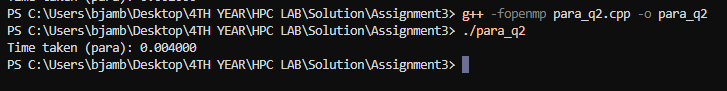 PS C:\Users\bjamb\Desktop\4TH YEAR\HPC LAB\Solution\Assignment3> g++ -fopenmp para_q2.cpp -o para_q2
PS C:\Users\bjamb\Desktop\4TH YEAR\HPC LAB\Solution\Assignment3> ./para_q2
Time taken (para): 0.004000
PS C:\Users\bjamb\Desktop\4TH YEAR\HPC LAB\Solution\Assignment3>